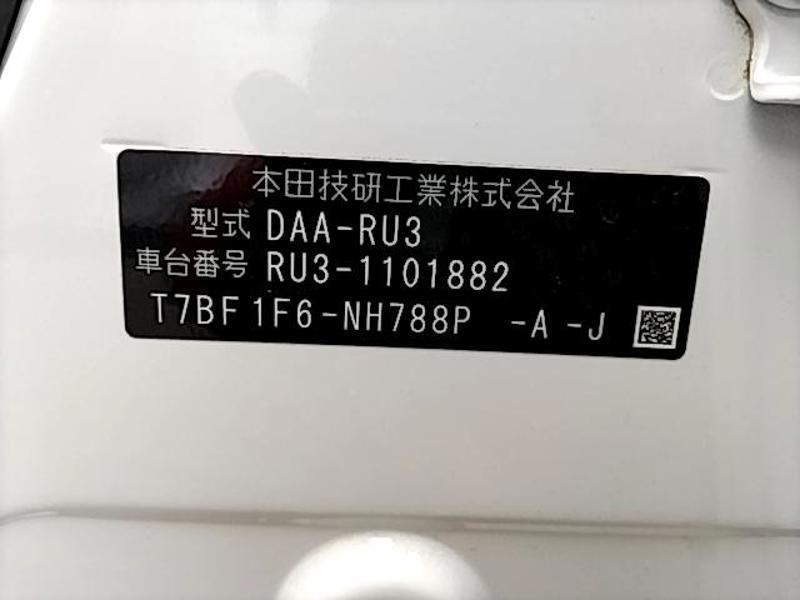 本田技研工業株式会社
型式 DAA-RU3
車台番号 RU3-1101882
T7BF1F6-NH788P -A -J